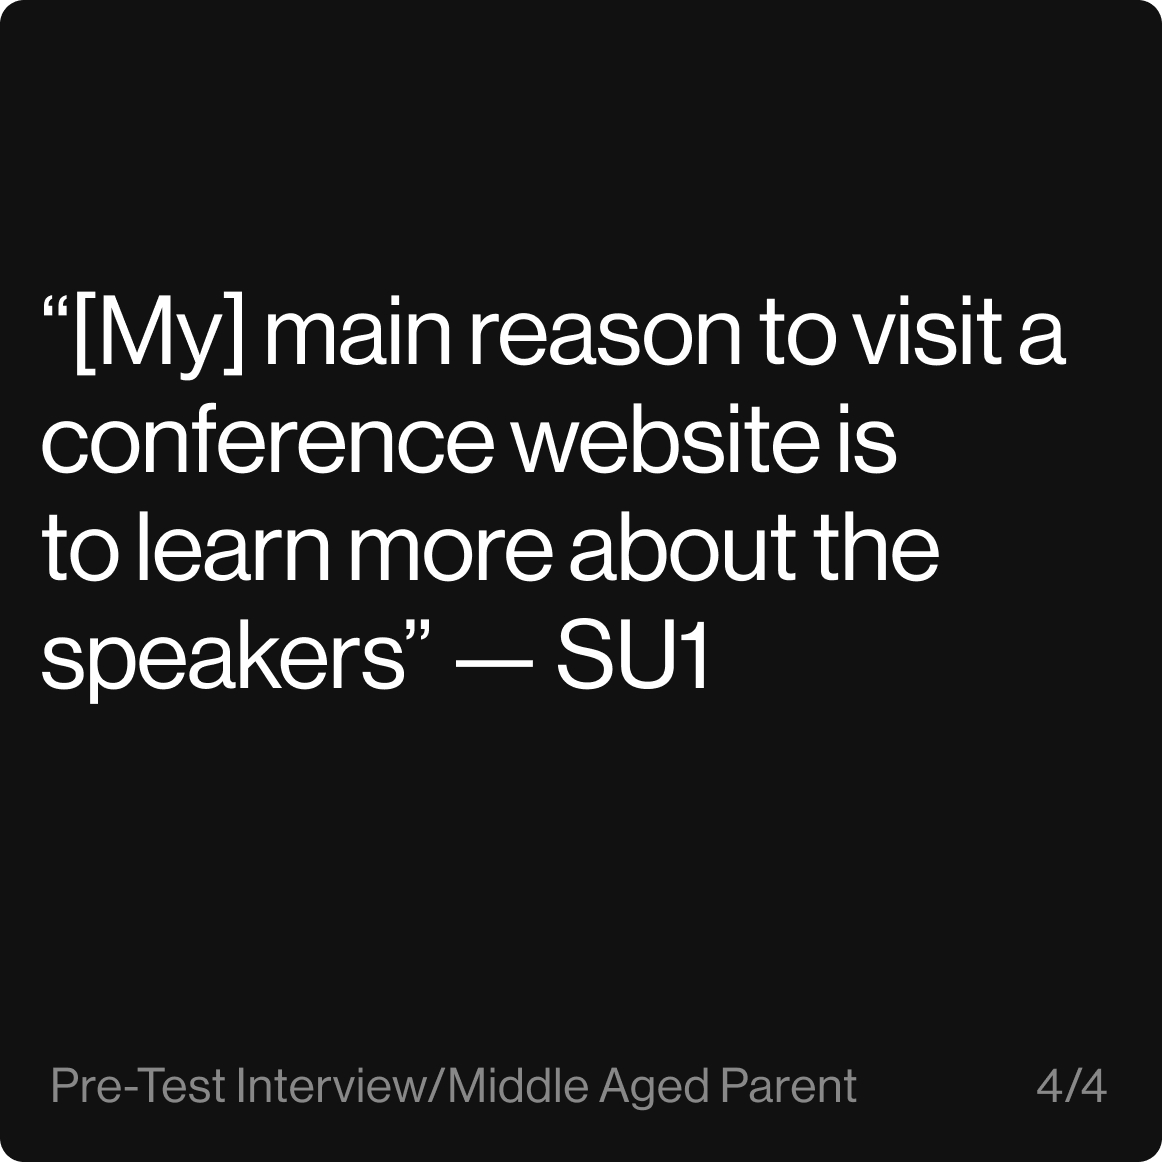 “[My] main reason to visit a
conference website is
to learn more about the
speakers” — SU1
Pre-Test Interview/Middle Aged Parent
4/4